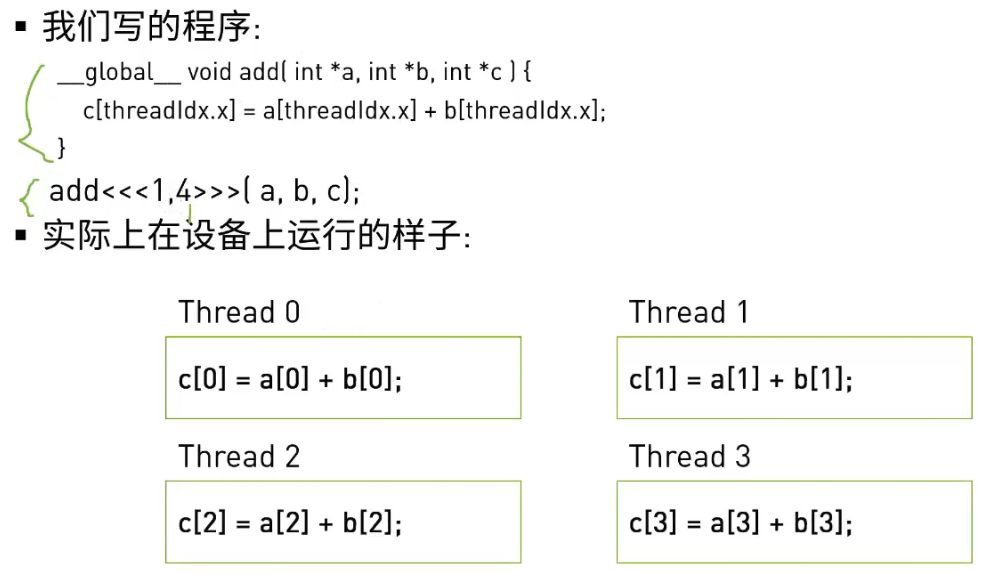 ▪ 我们写的程序:
__global__ void add( int *a, int *b, int *c ) {
c[threadIdx.x] = a[threadIdx.x] + b[threadIdx.x];
}
add<<<1,4>>>( a, b, c);
▪ 实际上在设备上运行的样子:
Thread 0
Thread 1
c[0] = a[0] + b[0];
c[1] = a[1] + b[1];
Thread 2
Thread 3
c[2] = a[2] + b[2];
c[3] = a[3] + b[3];